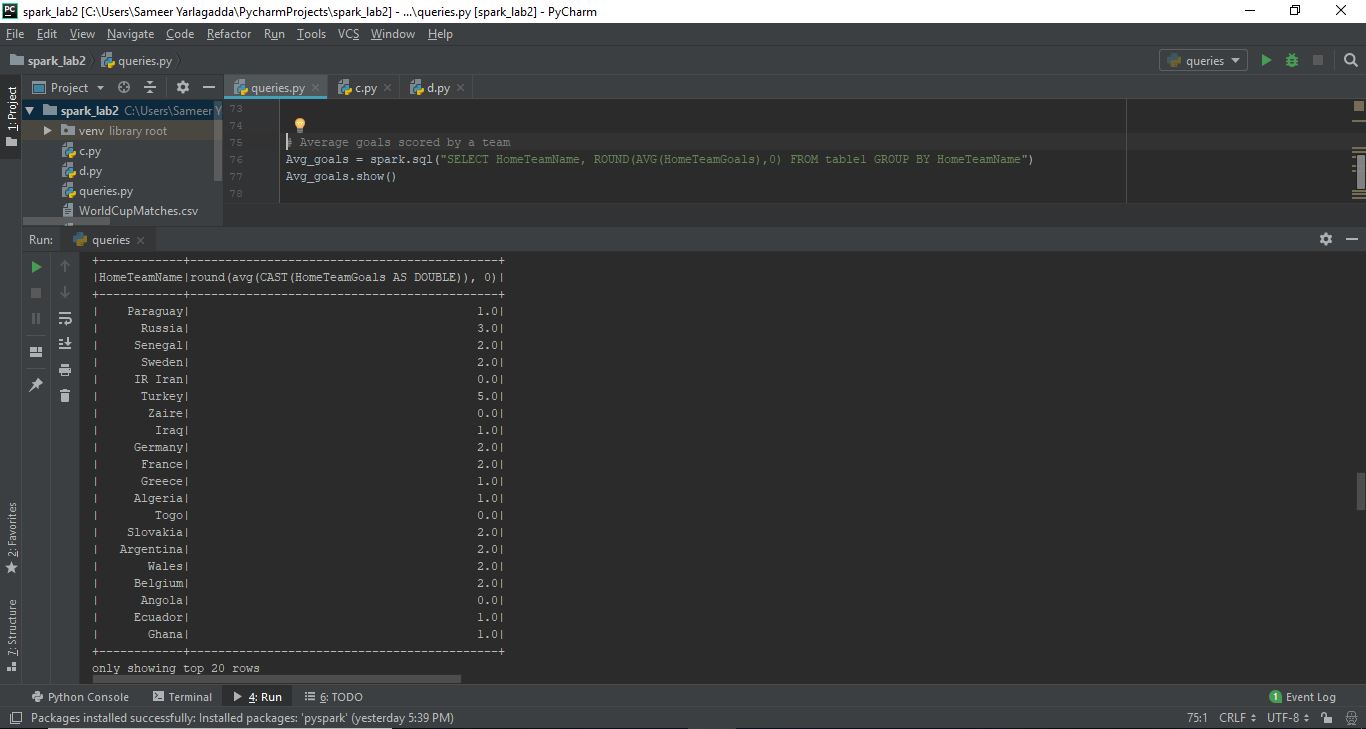 spark_lab2 [C:\Users\Sameer Yarlagadda\PycharmProjects\spark_lab2] - ...\queries.py [spark_lab2] - PyCharm
File Edit View Navigate Code Refactor Run Tools VCS Window Help
spark_lab2 queries.py queries
Project queries.py c.py d.py
1: Project
spark_lab2 C:\Users\Sameer Y
venv library root
c.py
d.py
queries.py
WorldCupMatches.csv
73
74
75 # Average goals scored by a team
76 Avg_goals = spark.sql("SELECT HomeTeamName, ROUND(AVG(HomeTeamGoals),0) FROM table1 GROUP BY HomeTeamName")
77 Avg_goals.show()
78
Run: queries
+------------+--------------------------------------------+
|HomeTeamName|round(avg(CAST(HomeTeamGoals AS DOUBLE)), 0)|
+------------+--------------------------------------------+
| Paraguay| 1.0|
| Russia| 3.0|
| Senegal| 2.0|
| Sweden| 2.0|
| IR Iran| 0.0|
| Turkey| 5.0|
| Zaire| 0.0|
| Iraq| 1.0|
| Germany| 2.0|
| France| 2.0|
| Greece| 1.0|
| Algeria| 1.0|
| Togo| 0.0|
| Slovakia| 2.0|
| Argentina| 2.0|
| Wales| 2.0|
| Belgium| 2.0|
| Angola| 0.0|
| Ecuador| 1.0|
| Ghana| 1.0|
+------------+--------------------------------------------+
only showing top 20 rows
2: Favorites
7: Structure
Python Console Terminal 4: Run 6: TODO 1 Event Log
Packages installed successfully: Installed packages: 'pyspark' (yesterday 5:39 PM) 75:1 CRLF UTF-8